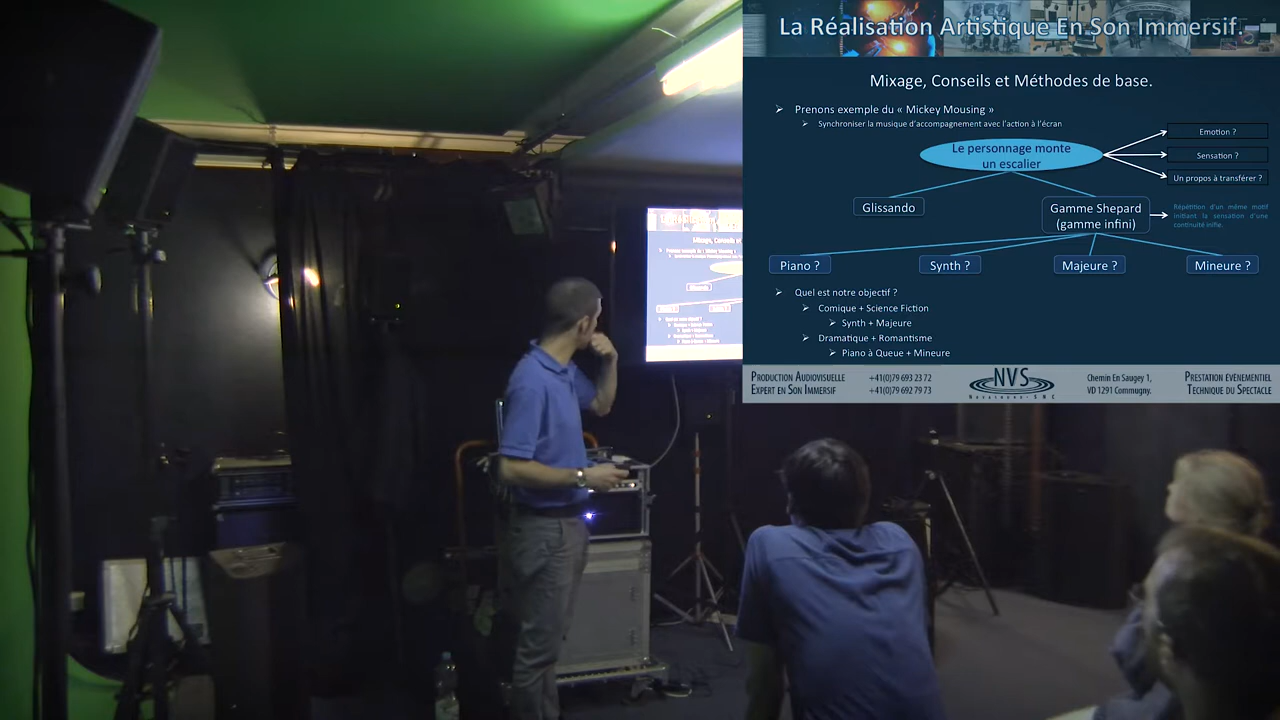 La Réalisation Artistique En Son Immersif.
Mixage, Conseils et Méthodes de base.
Prenons exemple du « Mickey Mousing »
Synchroniser la musique d'accompagnement avec l'action à l'écran
Le personnage monte
un escalier
Emotion ?
Sensation ?
Un propos à transférer ?
Glissando
Gamme Shepard
(gamme infini)
Répétition d'un même motif
initiant la sensation d'une
continuité infie.
Piano ?
Synth ?
Majeure ?
Mineure ?
Quel est notre objectif ?
Comique + Science Fiction
Synth + Majeure
Dramatique + Romantisme
Piano à Queue + Mineure
Production Audiovisuelle
Expert en Son Immersif
+41(0)79 693 23 72
+41(0)79 692 79 73
NVS
Chemin En Saugey 1,
VD 1291 Commugny.
Prestation événementiel
Technique du Spectacle